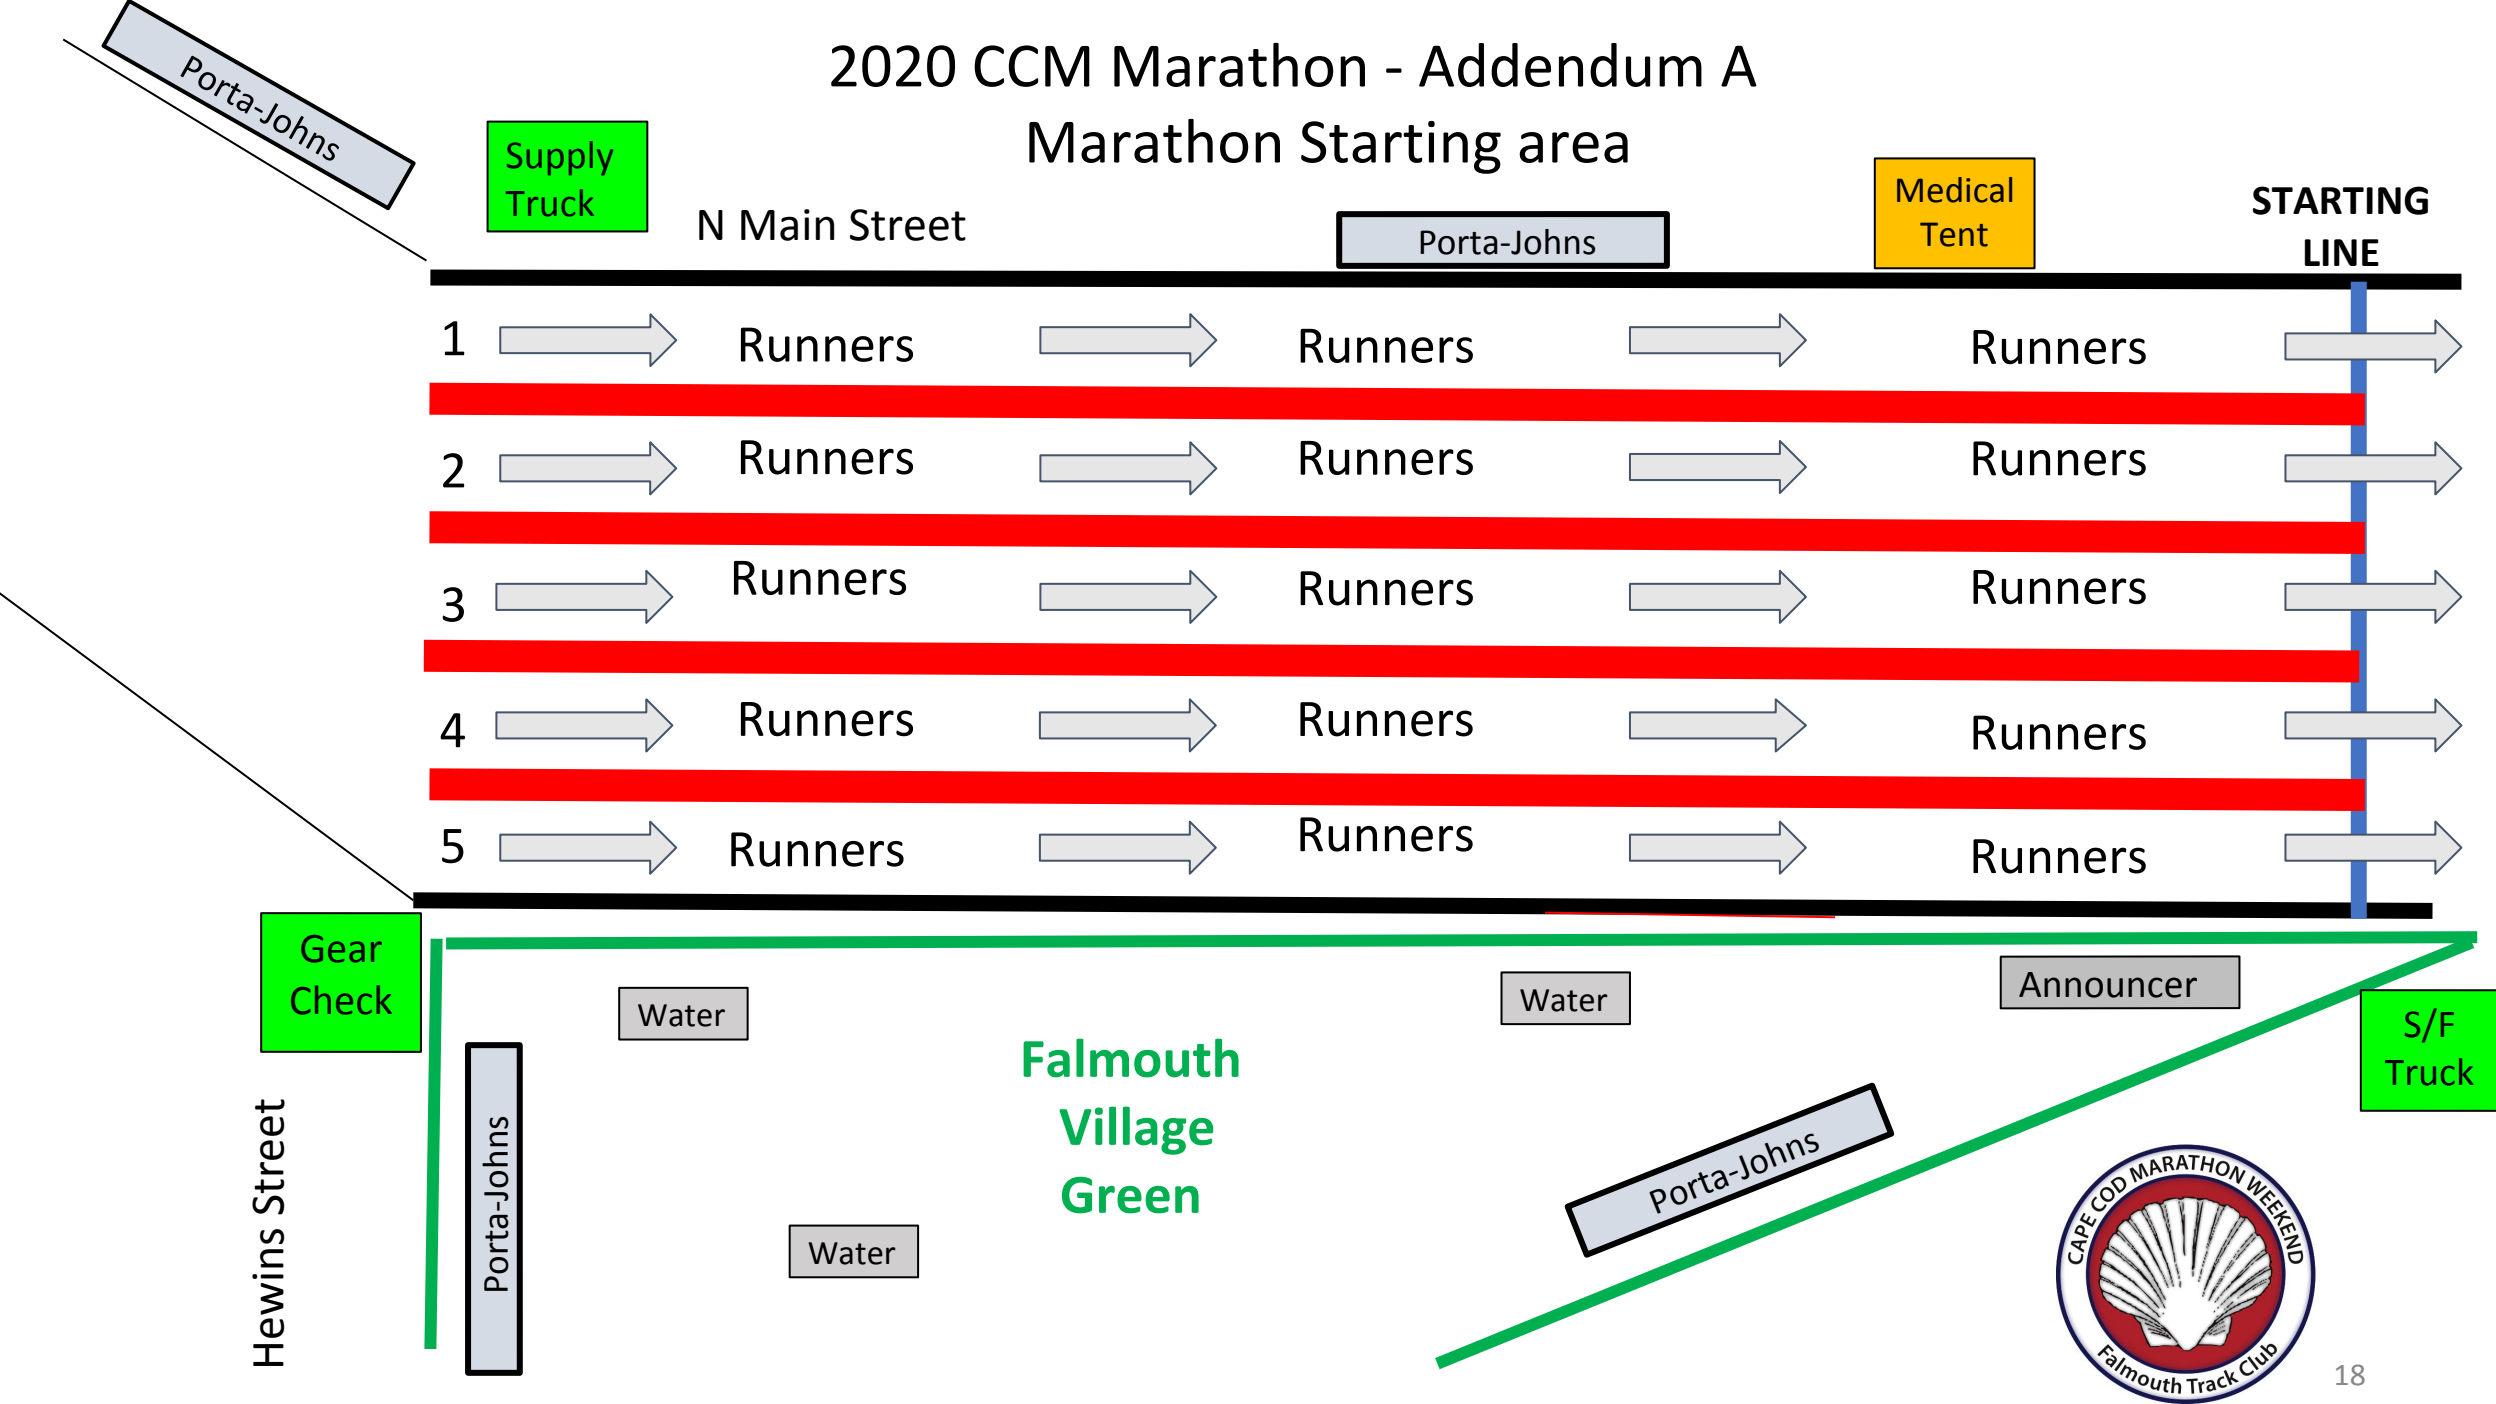 2020 CCM Marathon - Addendum A
Marathon Starting area
Porta-Johns
Supply
Truck
N Main Street
Porta-Johns
Medical
Tent
STARTING
LINE
1 Runners Runners Runners
2 Runners Runners Runners
3 Runners Runners Runners
4 Runners Runners Runners
5 Runners Runners Runners
Gear
Check
Water
Water
Announcer
S/F
Truck
Falmouth
Village
Green
Hewins Street
Porta-Johns
Water
Porta-Johns
CAPE COD MARATHON WEEKEND
Falmouth Track Club
18